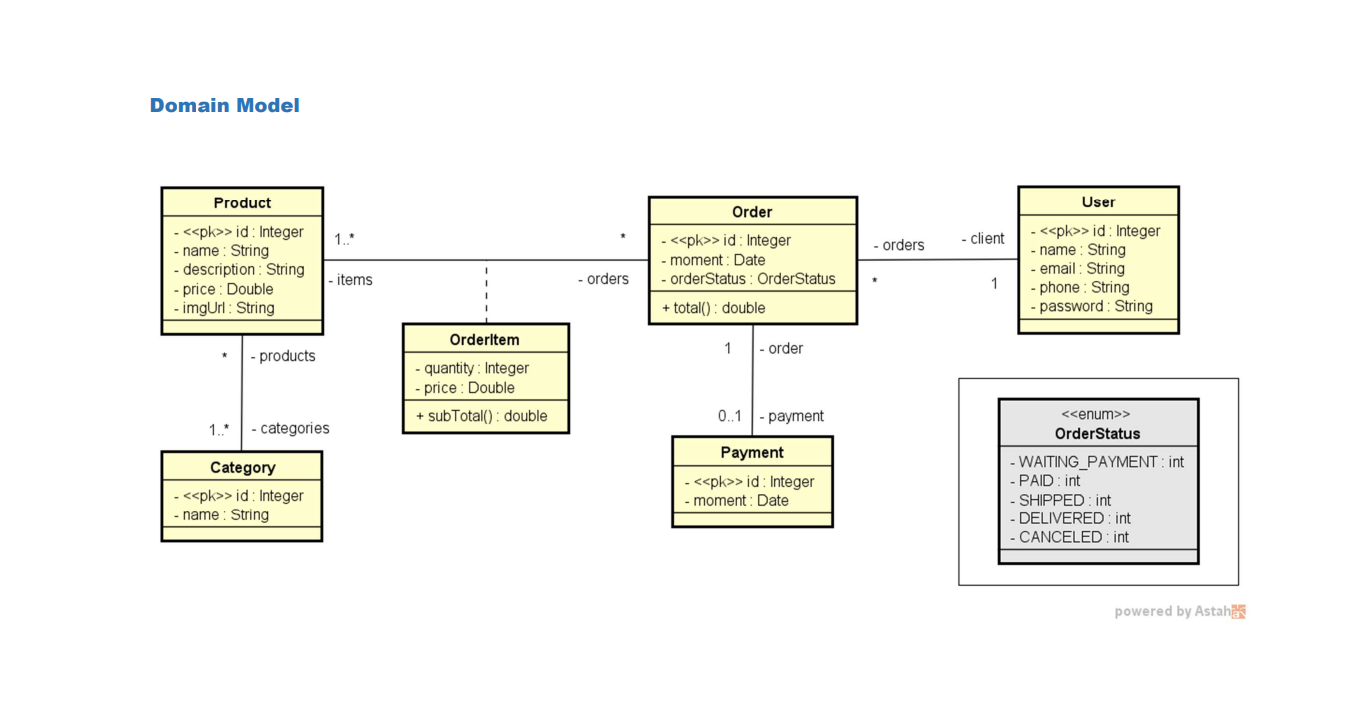 Domain Model
Product
- <<pk>> id : Integer
- name : String
- description : String
- price : Double
- imgUrl : String
1..*
- items
*
- orders
Order
- <<pk>> id : Integer
- moment : Date
- orderStatus : OrderStatus
+ total() : double
- orders
*
- client
1
User
- <<pk>> id : Integer
- name : String
- email : String
- phone : String
- password : String
OrderItem
- quantity : Integer
- price : Double
+ subTotal() : double
* - products
1..* - categories
Category
- <<pk>> id : Integer
- name : String
1 - order
0..1 - payment
Payment
- <<pk>> id : Integer
- moment : Date
<<enum>>
OrderStatus
- WAITING_PAYMENT : int
- PAID : int
- SHIPPED : int
- DELIVERED : int
- CANCELED : int
powered by Astah